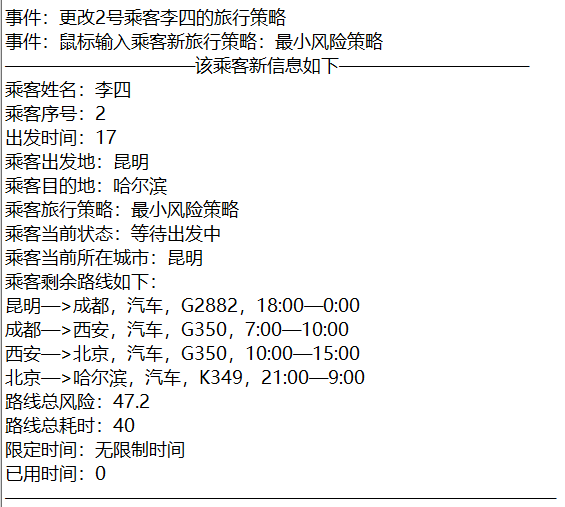 事件：更改2号乘客李四的旅行策略
事件：鼠标输入乘客新旅行策略：最小风险策略
———————————该乘客新信息如下———————————
乘客姓名：李四
乘客序号：2
出发时间：17
乘客出发地：昆明
乘客目的地：哈尔滨
乘客旅行策略：最小风险策略
乘客当前状态：等待出发中
乘客当前所在城市：昆明
乘客剩余路线如下：
昆明—>成都，汽车，G2882，18:00—0:00
成都—>西安，汽车，G350，7:00—10:00
西安—>北京，汽车，G350，10:00—15:00
北京—>哈尔滨，汽车，K349，21:00—9:00
路线总风险：47.2
路线总耗时：40
限定时间：无限制时间
已用时间：0